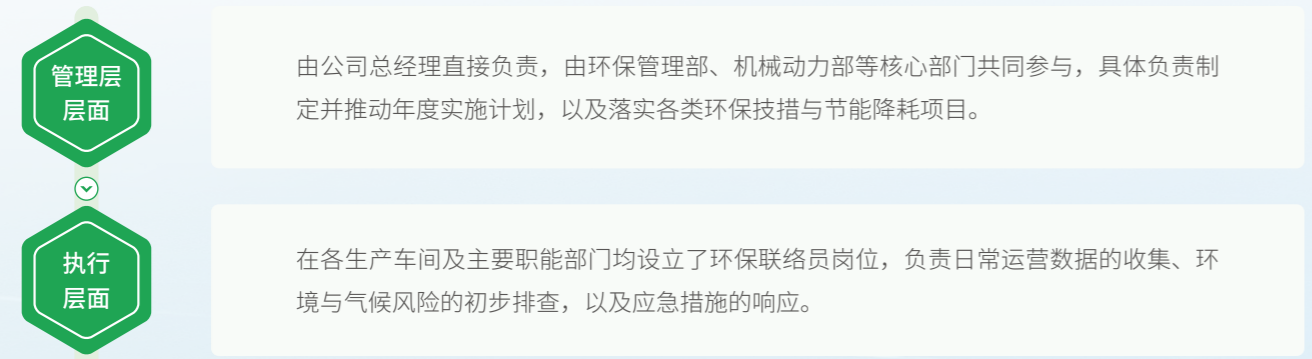 管理层
层面
由公司总经理直接负责，由环保管理部、机械动力部等核心部门共同参与，具体负责制
定并推动年度实施计划，以及落实各类环保技措与节能降耗项目。
执行
层面
在各生产车间及主要职能部门均设立了环保联络员岗位，负责日常运营数据的收集、环
境与气候风险的初步排查，以及应急措施的响应。